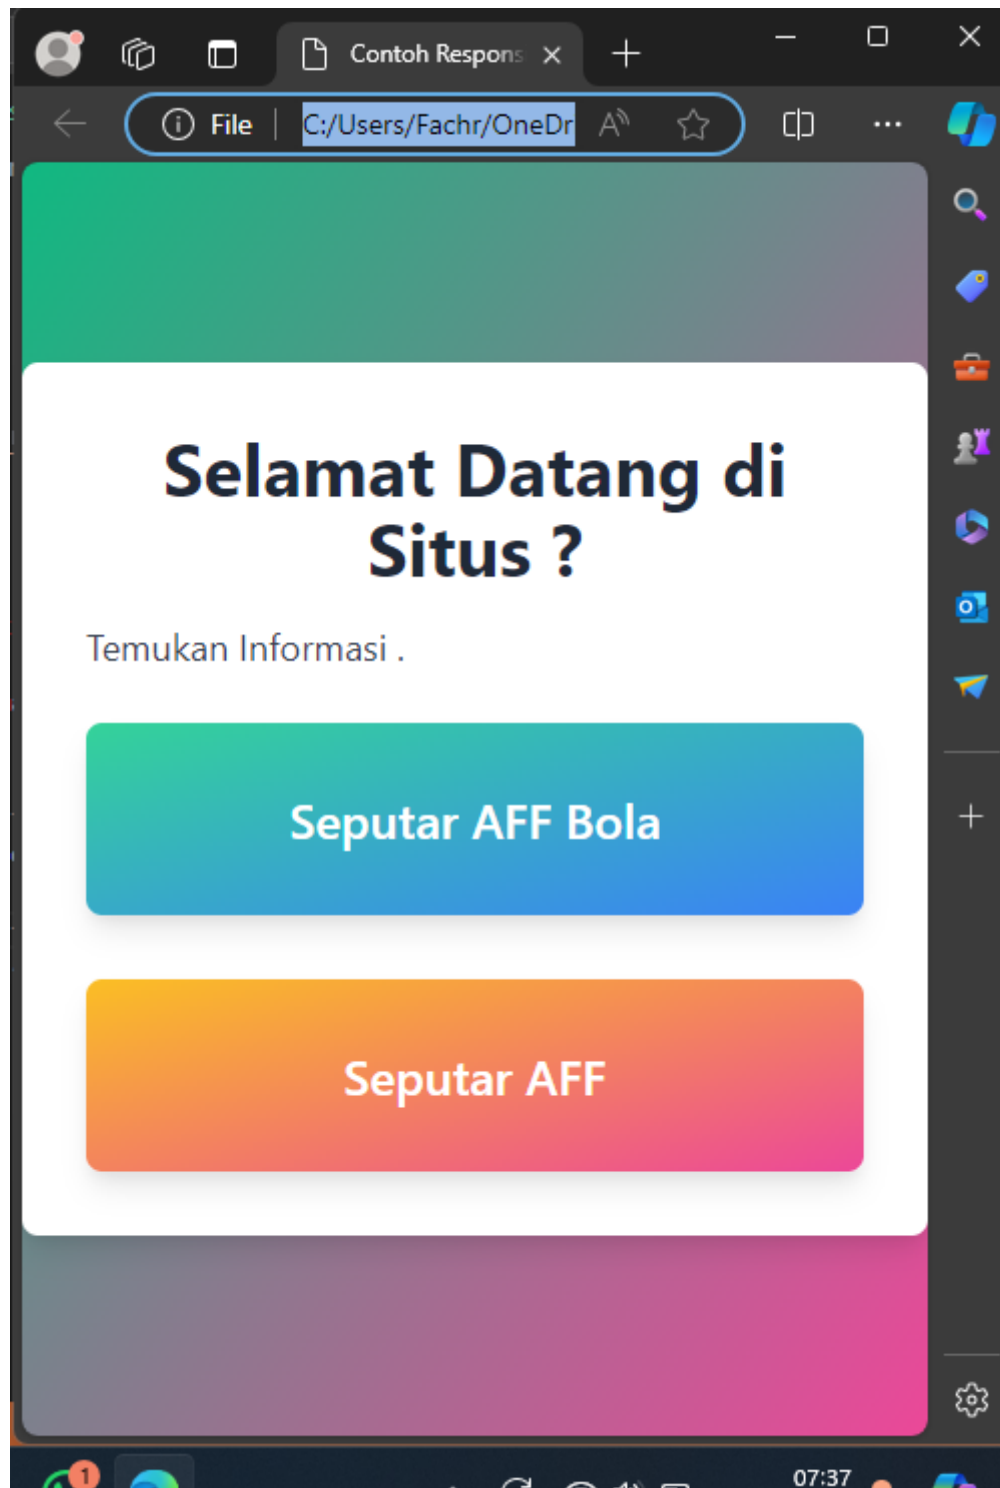 Contoh Respons
File
C:/Users/Fachr/OneDr
Selamat Datang di
Situs ?
Temukan Informasi .
Seputar AFF Bola
Seputar AFF
1
07:37